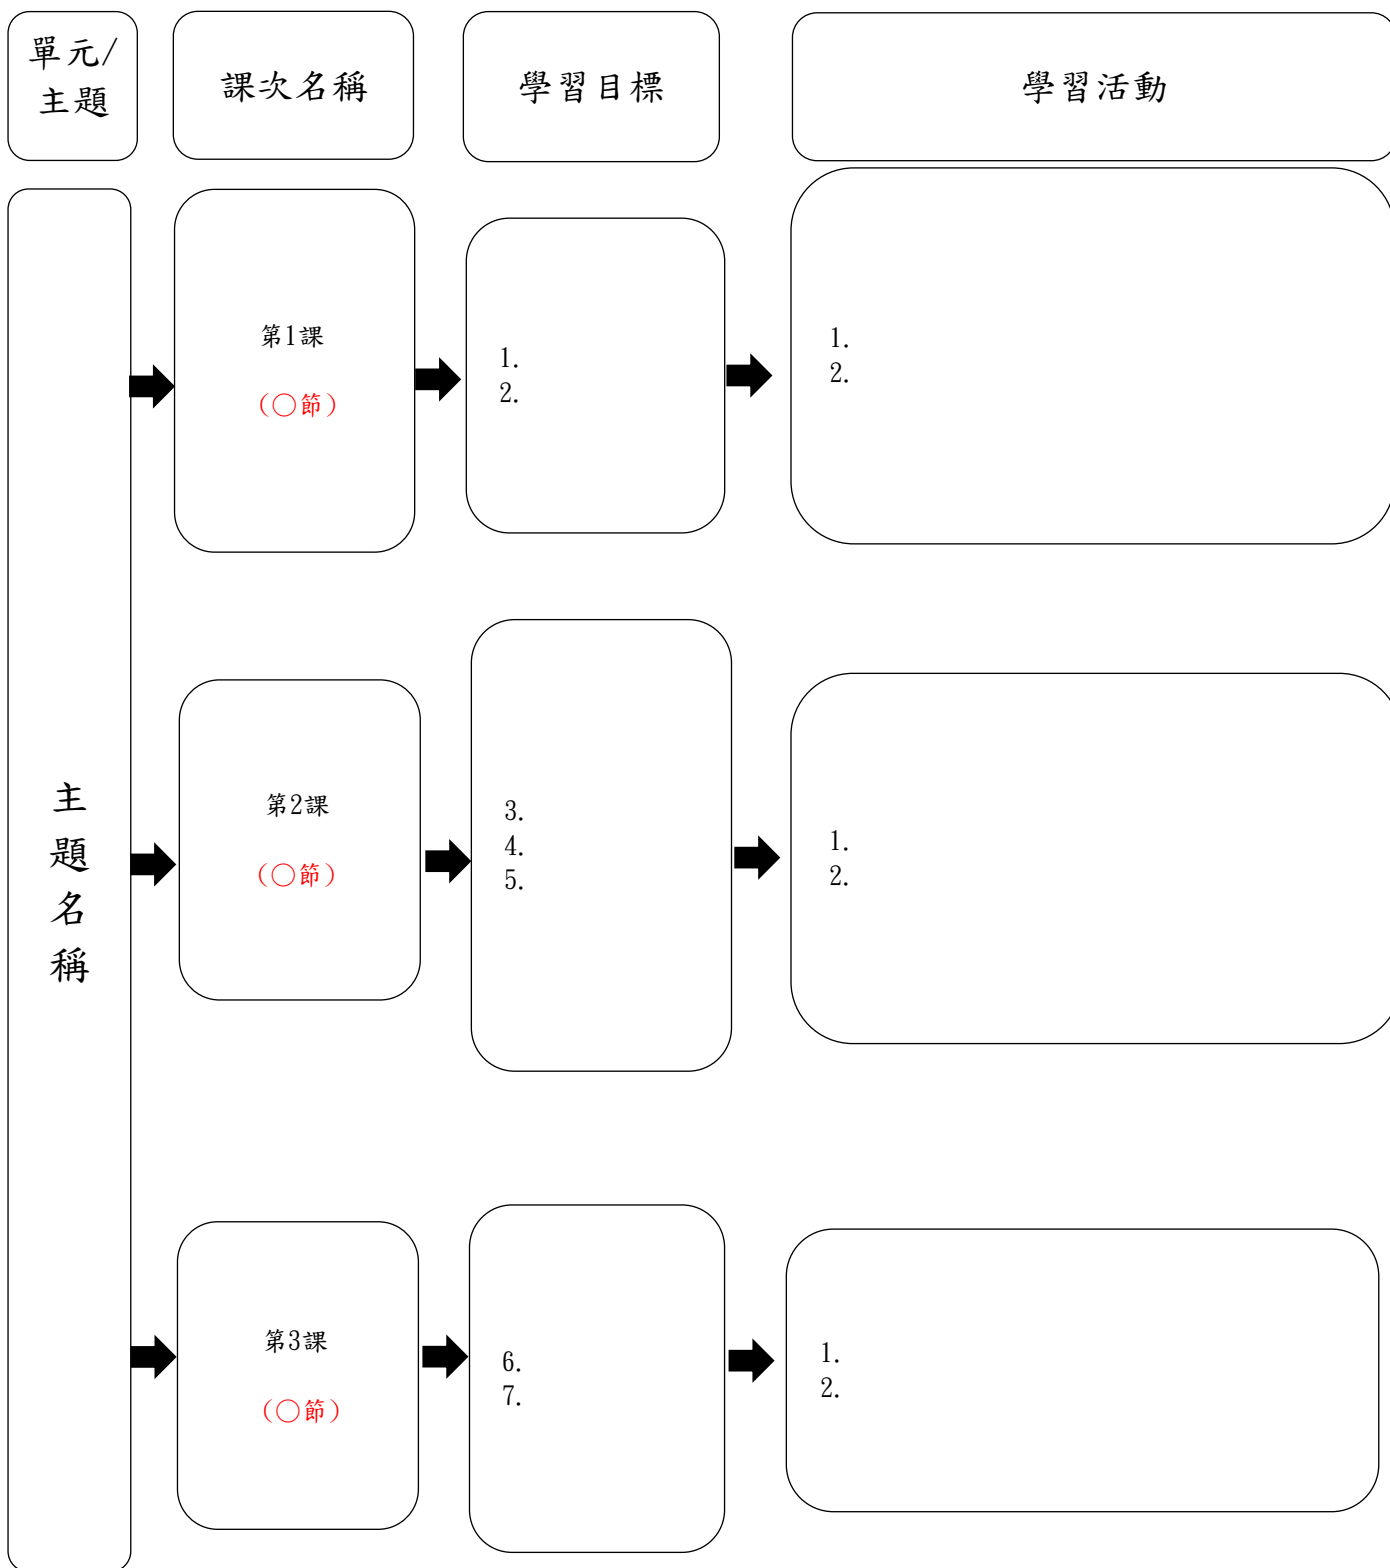 單元/
主題
課次名稱
學習目標
學習活動
主
題
名
稱
第1課
(○節)
1.
2.
1.
2.
第2課
(○節)
3.
4.
5.
1.
2.
第3課
(○節)
6.
7.
1.
2.